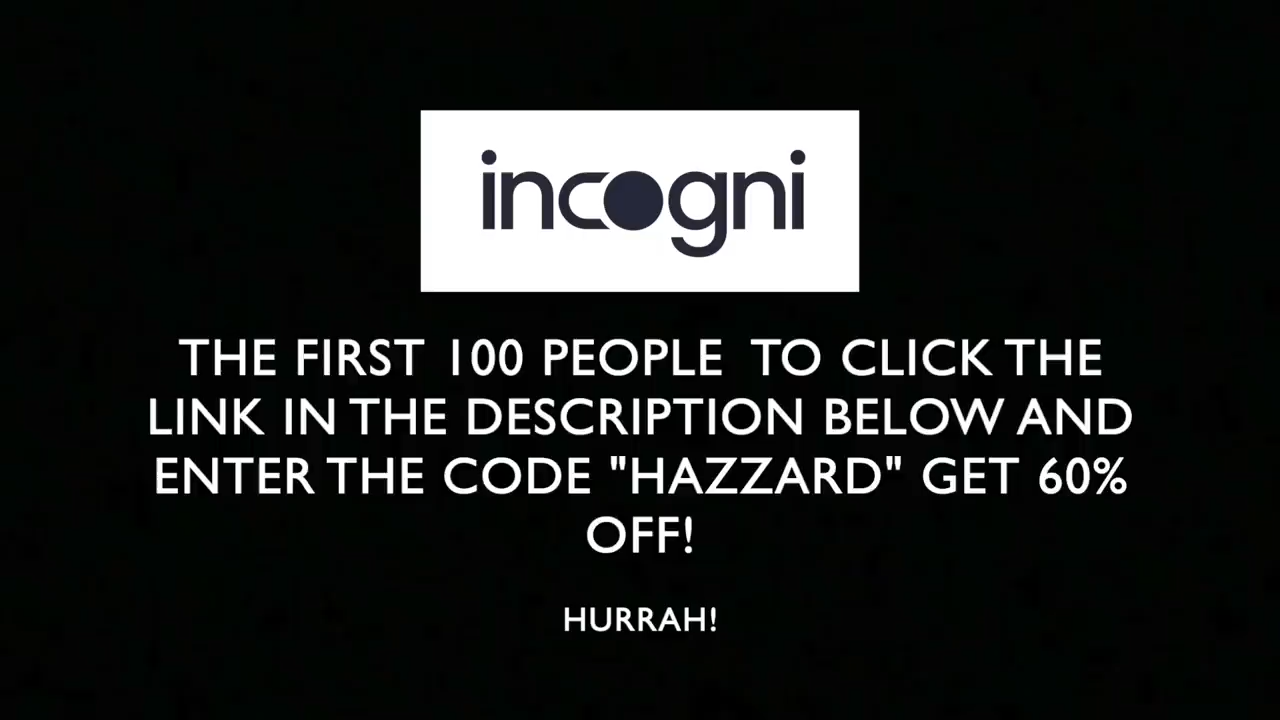 incogni
THE FIRST 100 PEOPLE TO CLICK THE
LINK IN THE DESCRIPTION BELOW AND
ENTER THE CODE "HAZZARD" GET 60%
OFF!
HURRAH!